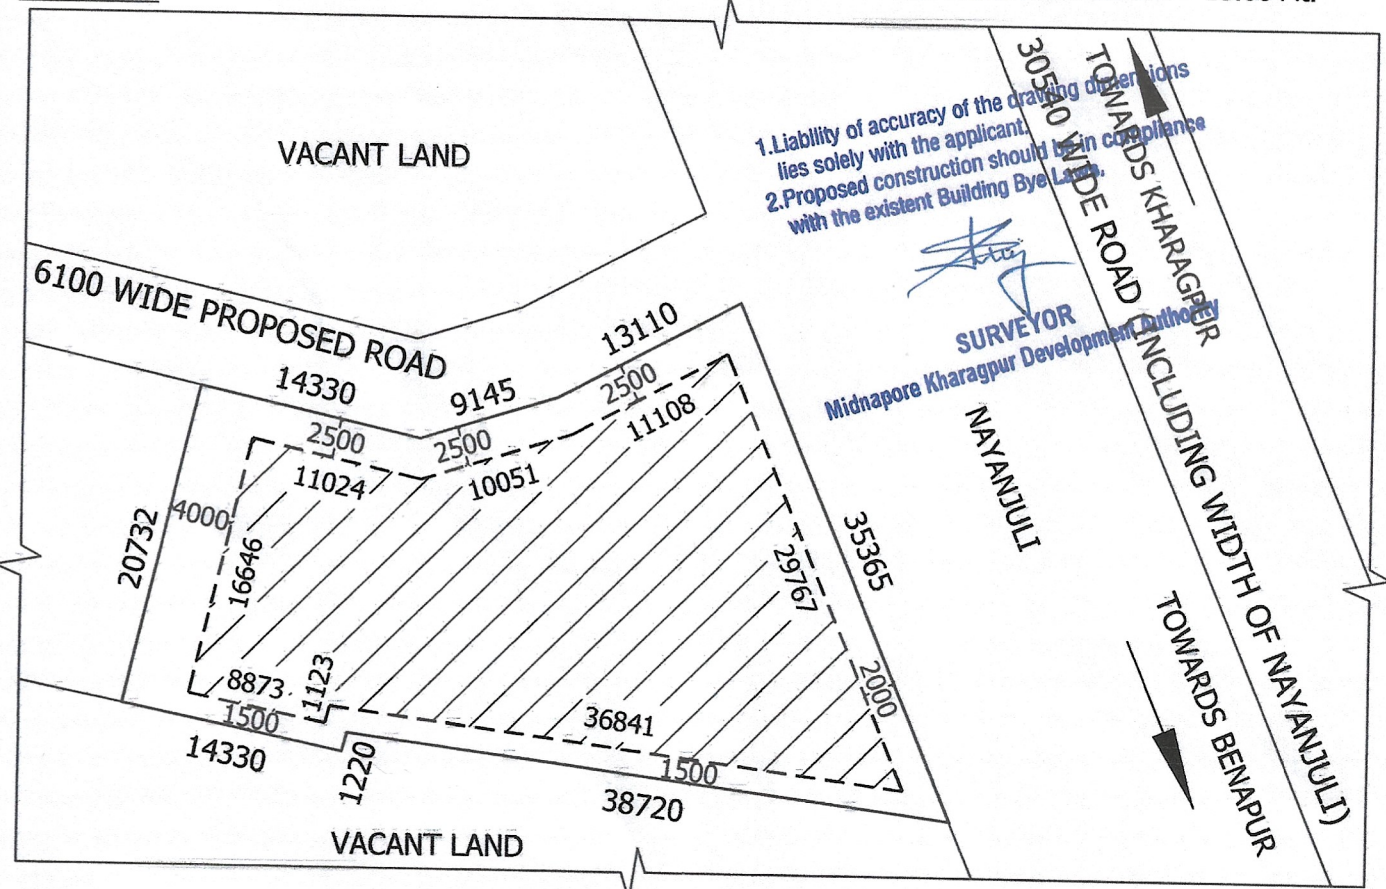 VACANT LAND
1.Liability of accuracy of the drawing dimensions
lies solely with the applicant.
2.Proposed construction should be in compliance
with the existent Building Bye Laws.
SURVEYOR
Midnapore Kharagpur Development Authority
TOWARDS KHARAGPUR
30540 WIDE ROAD (INCLUDING WIDTH OF NAYANJULI)
NAYANJULI
TOWARDS BENAPUR
6100 WIDE PROPOSED ROAD
14330
9145
13110
2500
2500
2500
11024
10051
11108
4000
20732
16646
35365
29767
2000
8873
1123
36841
1500
1500
14330
1220
38720
VACANT LAND